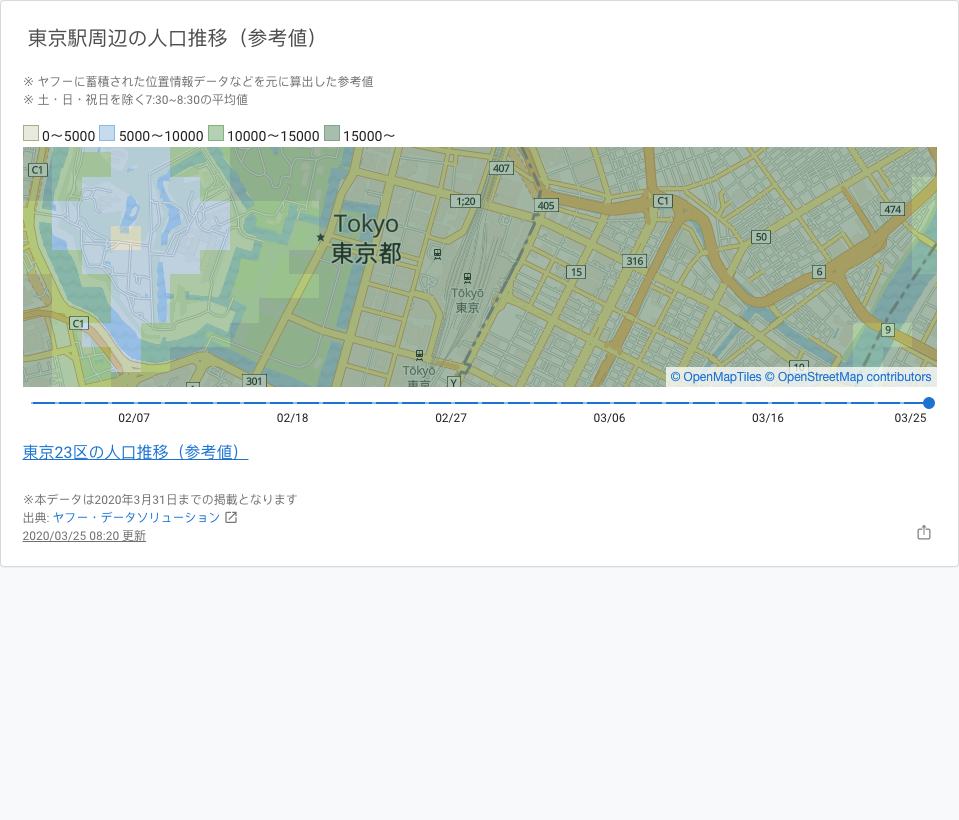 東京駅周辺の人口推移（参考値）
※ ヤフーに蓄積された位置情報データなどを元に算出した参考値
※ 土・日・祝日を除く7:30~8:30の平均値
0〜5000 5000〜10000 10000〜15000 15000〜
C1
407
1;20
405
C1
474
Tokyo
東京都
50
316
15
6
Tōkyō
東京
C1
9
Tōkyō
東京
301
Y
10
© OpenMapTiles © OpenStreetMap contributors
02/07 02/18 02/27 03/06 03/16 03/25
東京23区の人口推移（参考値）
※本データは2020年3月31日までの掲載となります
出典: ヤフー・データソリューション
2020/03/25 08:20 更新